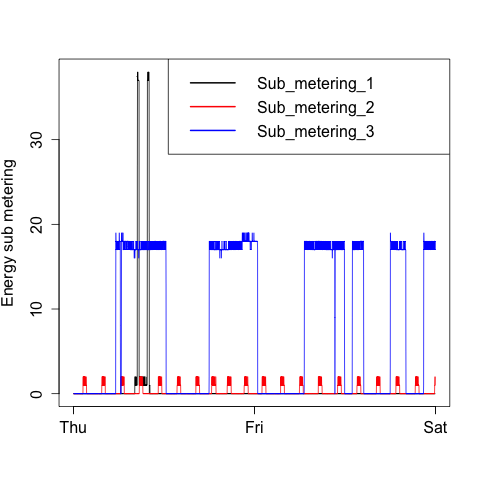 Sub_metering_1
Sub_metering_2
Sub_metering_3
Energy sub metering
30
20
10
0
Thu Fri Sat